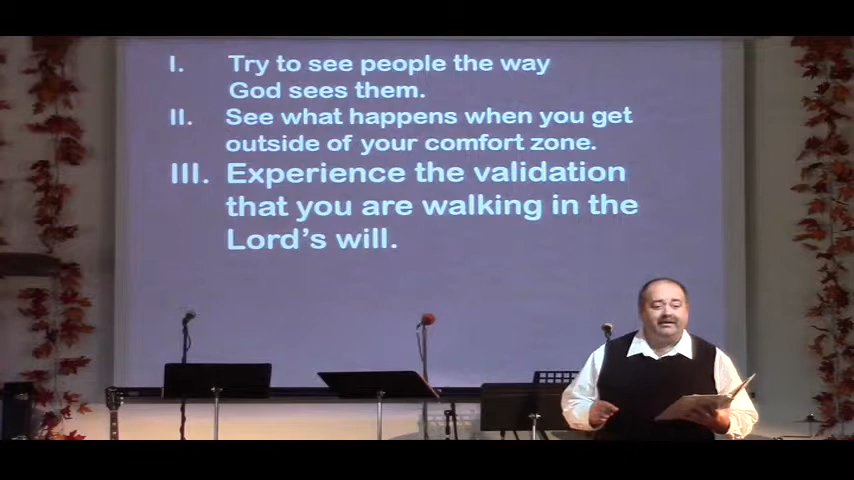 I. Try to see people the way
God sees them.
II. See what happens when you get
outside of your comfort zone.
III. Experience the validation
that you are walking in the
Lord's will.